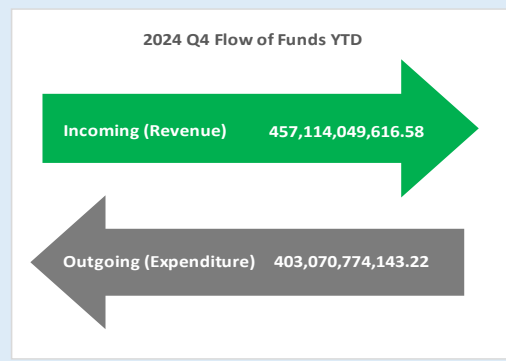 2024 Q4 Flow of Funds YTD
Incoming (Revenue) 457,114,049,616.58
Outgoing (Expenditure) 403,070,774,143.22